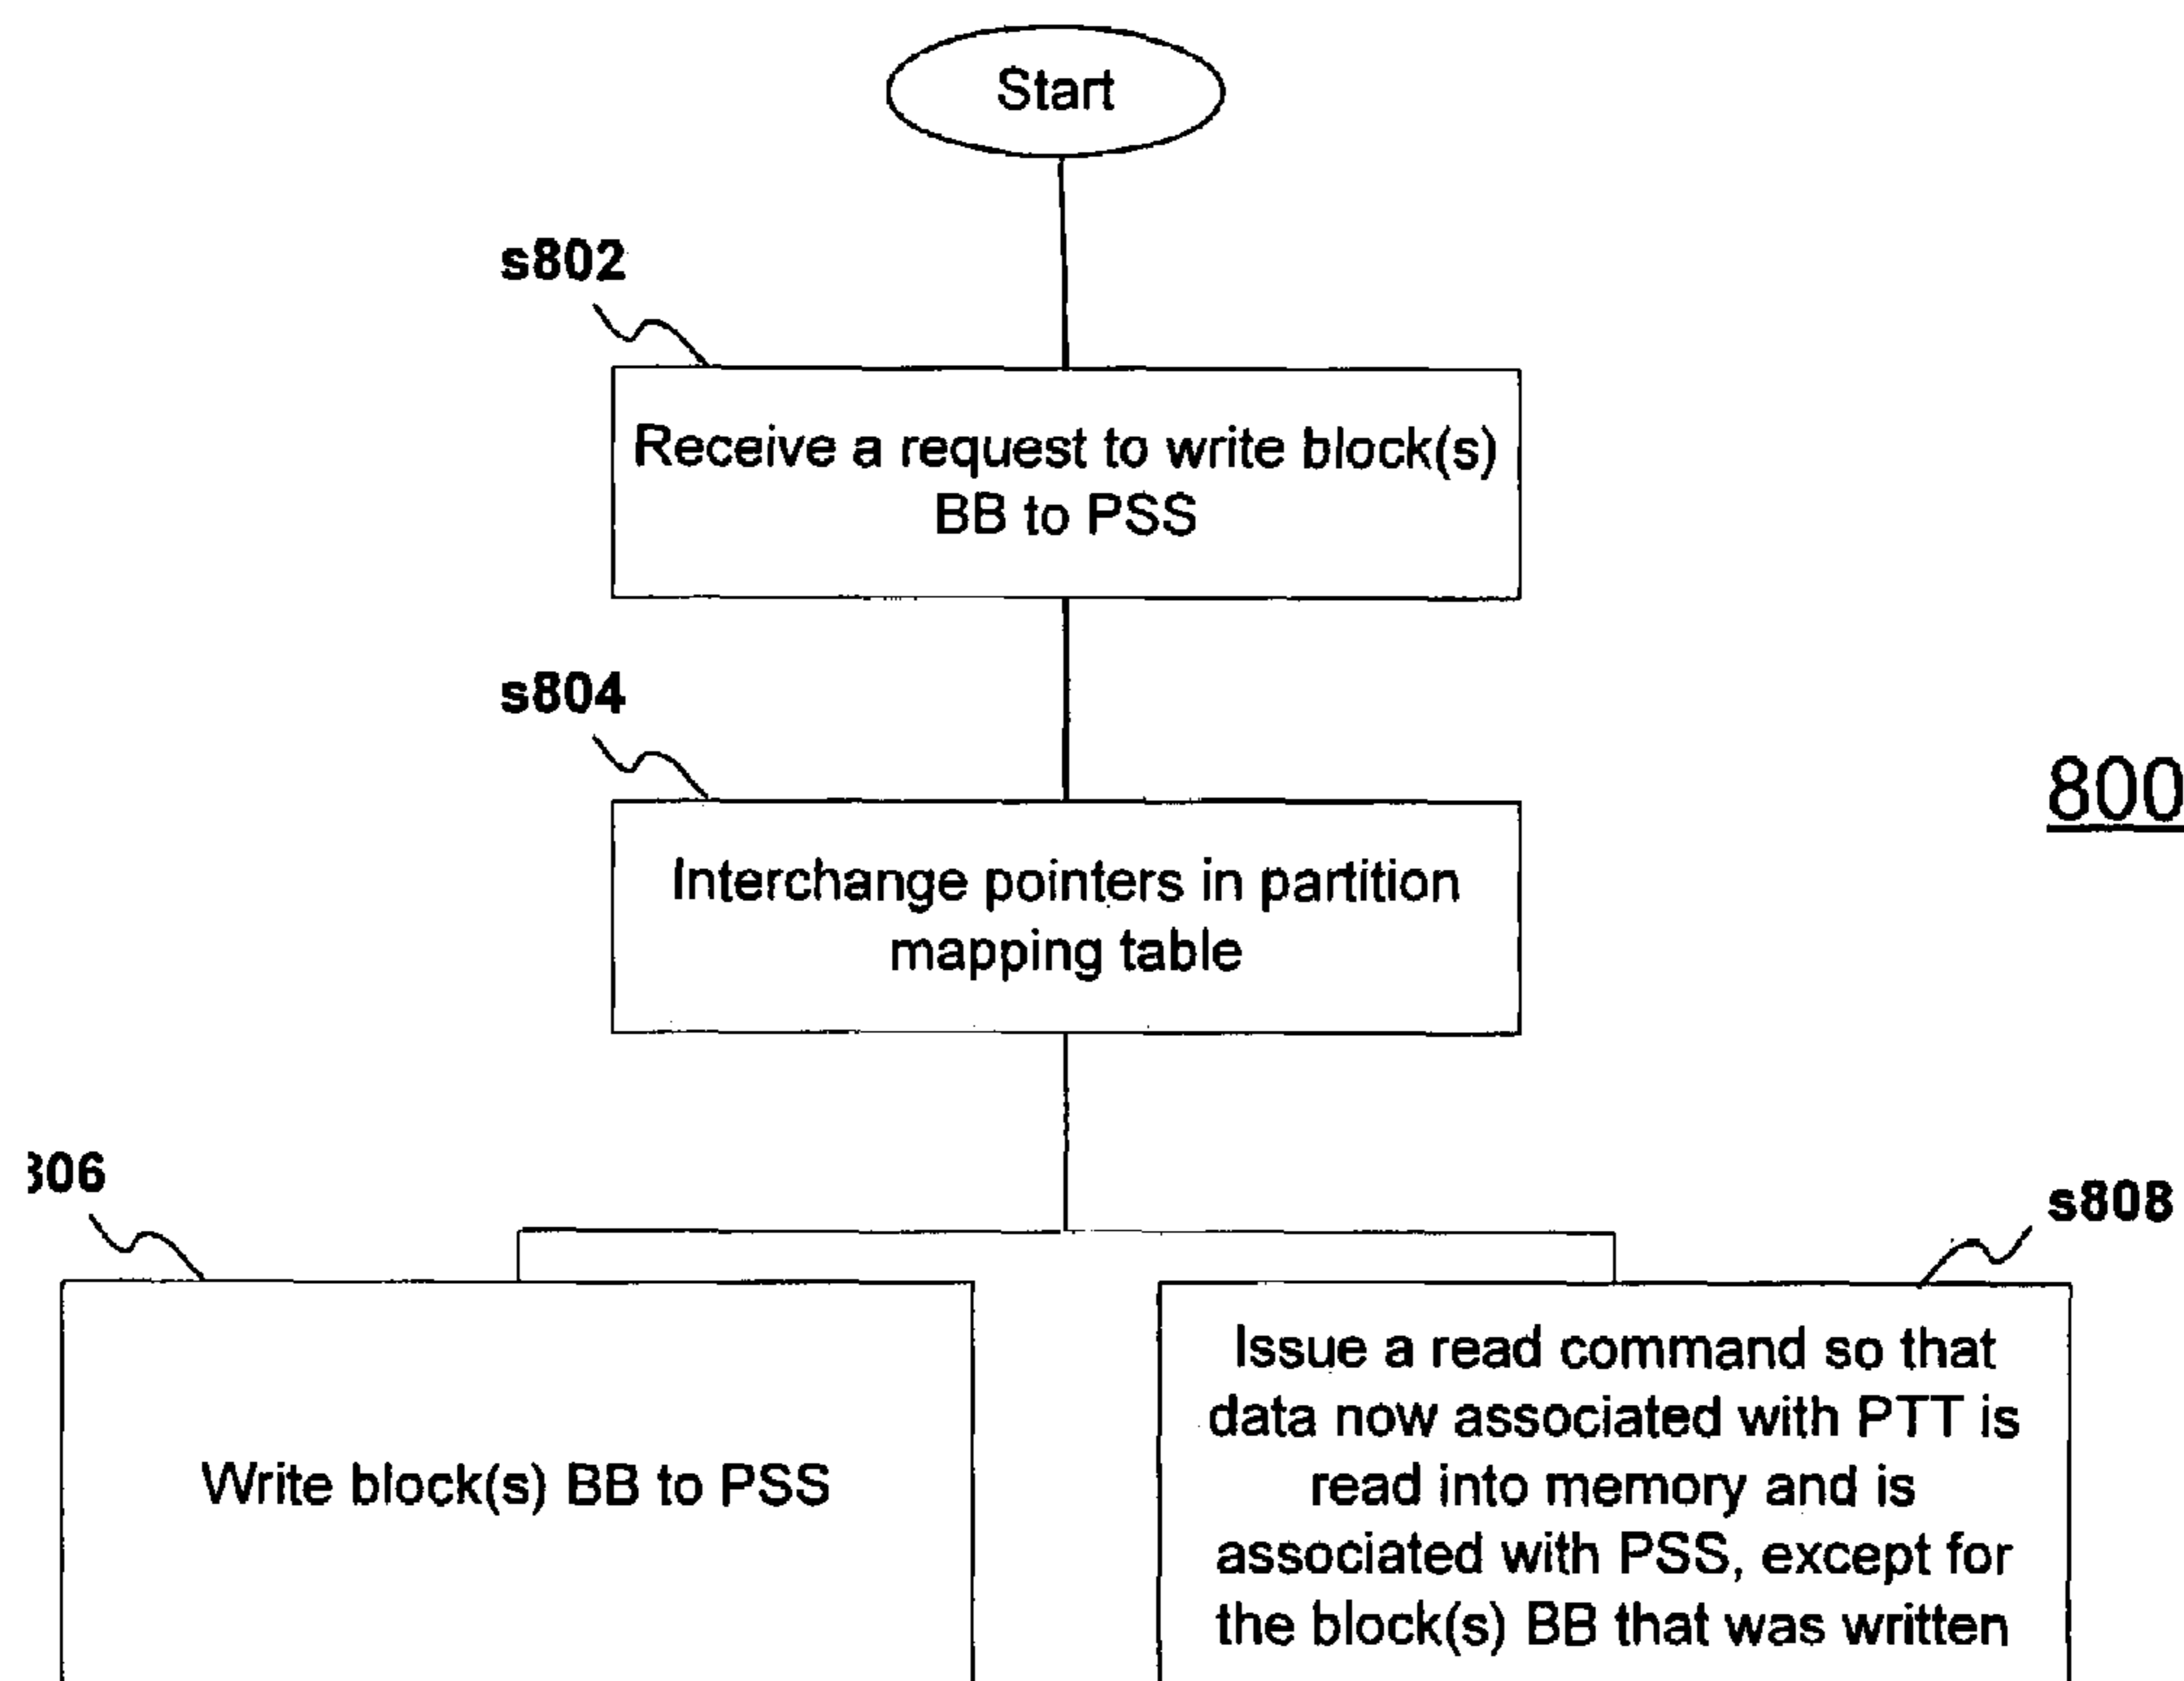 Start
s802
Receive a request to write block(s)
BB to PSS
s804
Interchange pointers in partition
mapping table
800
806
s808
Write block(s) BB to PSS
Issue a read command so that
data now associated with PTT is
read into memory and is
associated with PSS, except for
the block(s) BB that was written